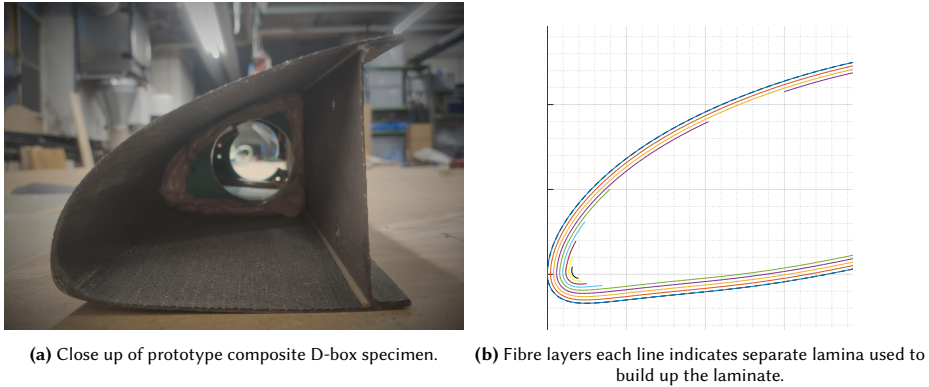 (a) Close up of prototype composite D-box specimen.
(b) Fibre layers each line indicates separate lamina used to
build up the laminate.